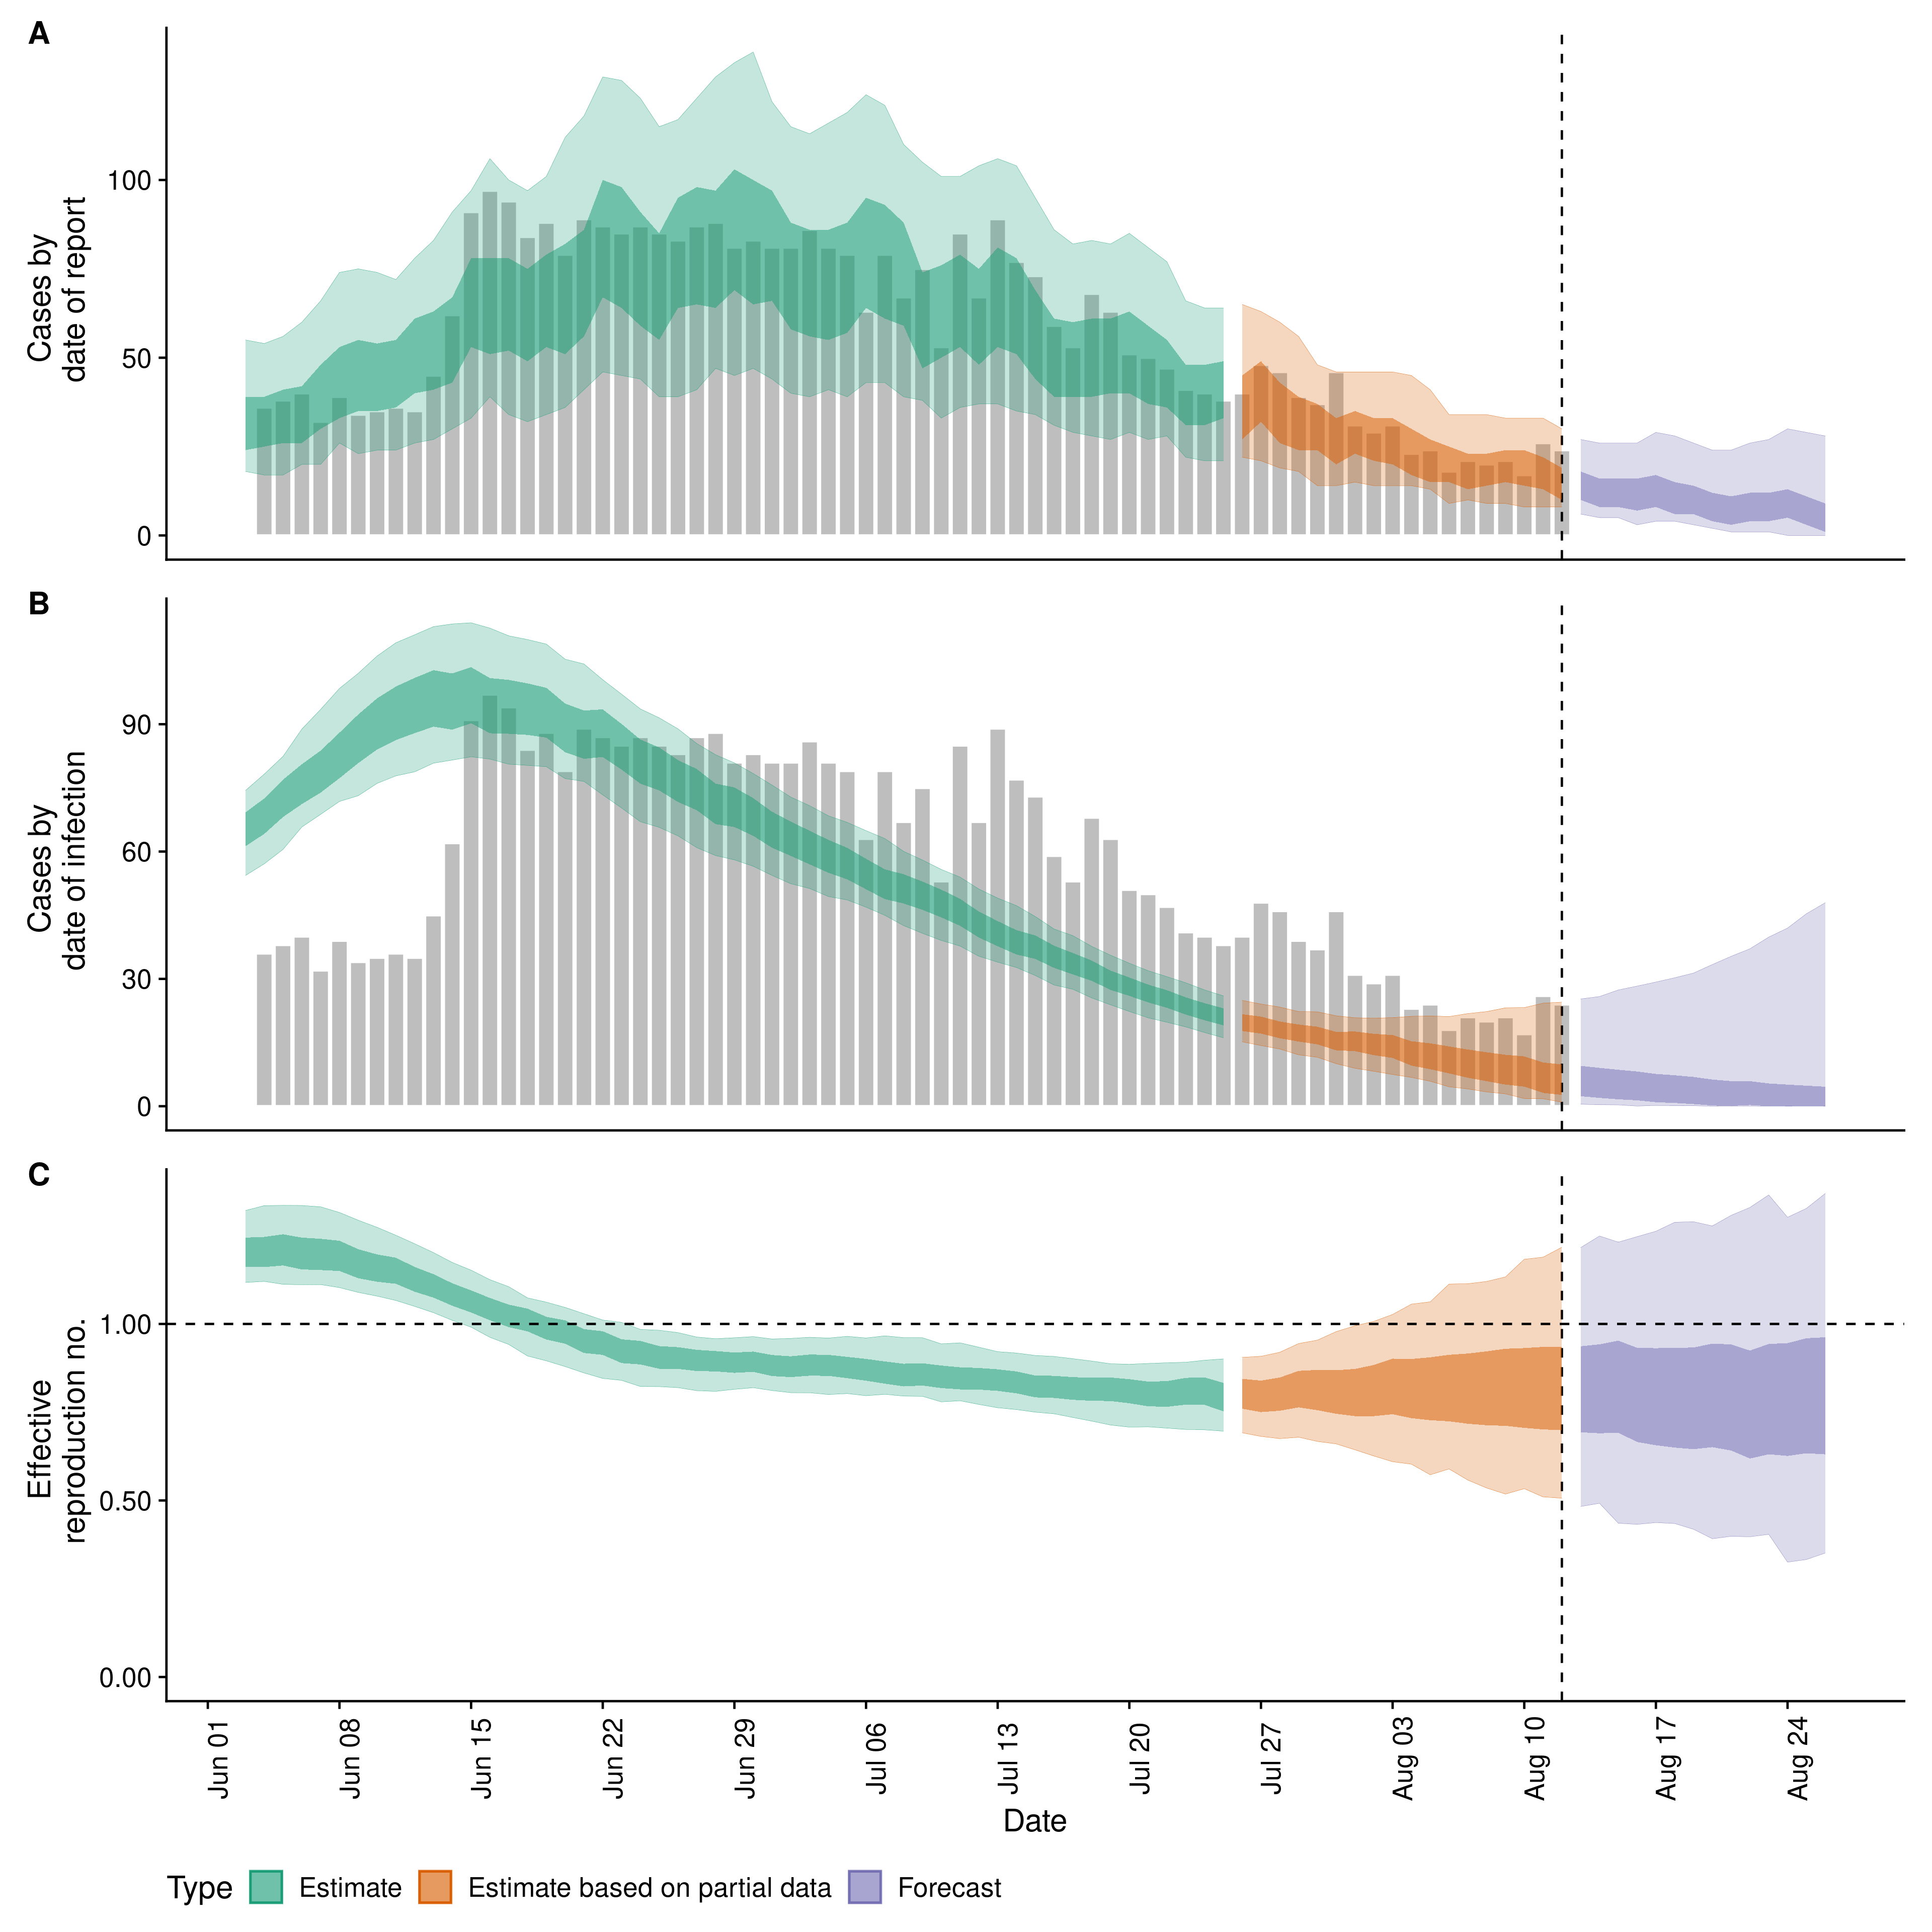 A
Cases by
date of report
100
50
0
B
Cases by
date of infection
90
60
30
0
C
Effective
reproduction no.
1.00
0.50
0.00
Jun 01
Jun 08
Jun 15
Jun 22
Jun 29
Jul 06
Jul 13
Jul 20
Jul 27
Aug 03
Aug 10
Aug 17
Aug 24
Date
Type
Estimate
Estimate based on partial data
Forecast